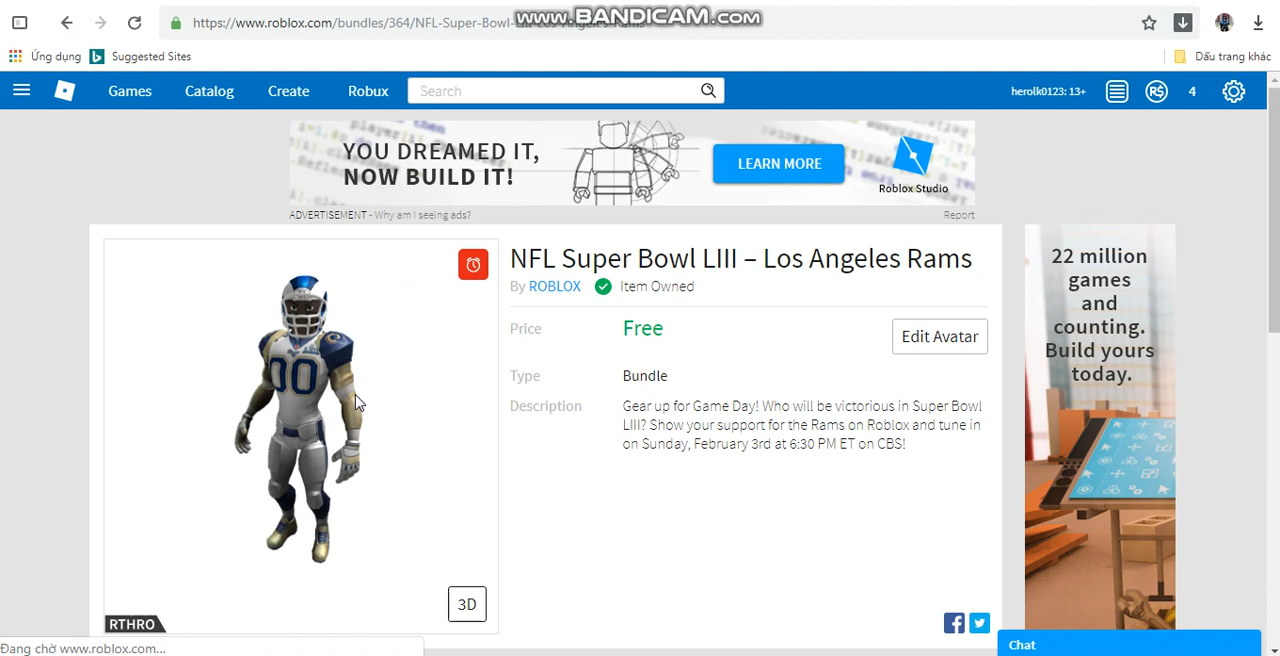 www.BANDICAM.com
https://www.roblox.com/bundles/364/NFL-Super-Bowl-LIII-Los-Angeles-Rams
Ứng dụng
Suggested Sites
Dấu trang khác
Games
Catalog
Create
Robux
Search
herolk0123: 13+
R$
4
YOU DREAMED IT,
NOW BUILD IT!
LEARN MORE
Roblox Studio
ADVERTISEMENT - Why am I seeing ads?
Report
NFL Super Bowl LIII – Los Angeles Rams
By ROBLOX
Item Owned
Price
Free
Edit Avatar
Type
Bundle
Description
Gear up for Game Day! Who will be victorious in Super Bowl
LIII? Show your support for the Rams on Roblox and tune in
on Sunday, February 3rd at 6:30 PM ET on CBS!
00
3D
RTHRO
22 million
games
and
counting.
Build yours
today.
Chat
Đang chờ www.roblox.com...